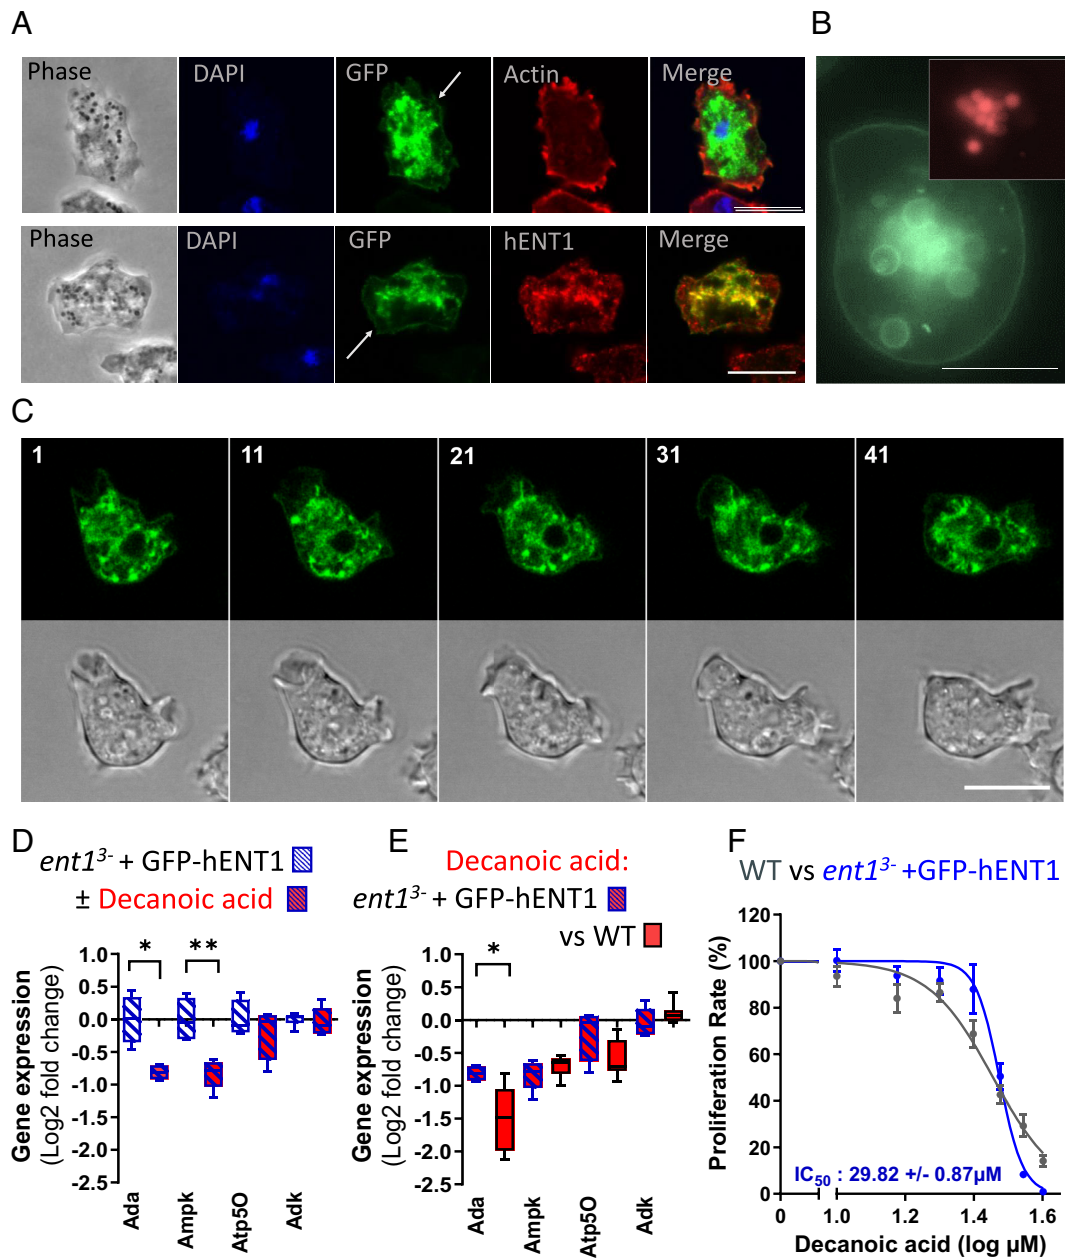 A
B
Phase
DAPI
GFP
Actin
Merge
Phase
DAPI
GFP
hENT1
Merge
C
1
11
21
31
41
D
ent1³⁻ + GFP-hENT1
± Decanoic acid
* **
Gene expression
(Log2 fold change)
1.0
0.5
0.0
-0.5
-1.0
-1.5
-2.0
-2.5
Ada
Ampk
Atp5O
Adk
E
Decanoic acid:
ent1³⁻ + GFP-hENT1
vs WT
*
Gene expression
(Log2 fold change)
1.0
0.5
0.0
-0.5
-1.0
-1.5
-2.0
-2.5
Ada
Ampk
Atp5O
Adk
F
WT vs ent1³⁻ +GFP-hENT1
Proliferation Rate (%)
120
100
80
60
40
20
0
IC₅₀ : 29.82 +/- 0.87µM
0 1.0 1.2 1.4 1.6
Decanoic acid (log µM)